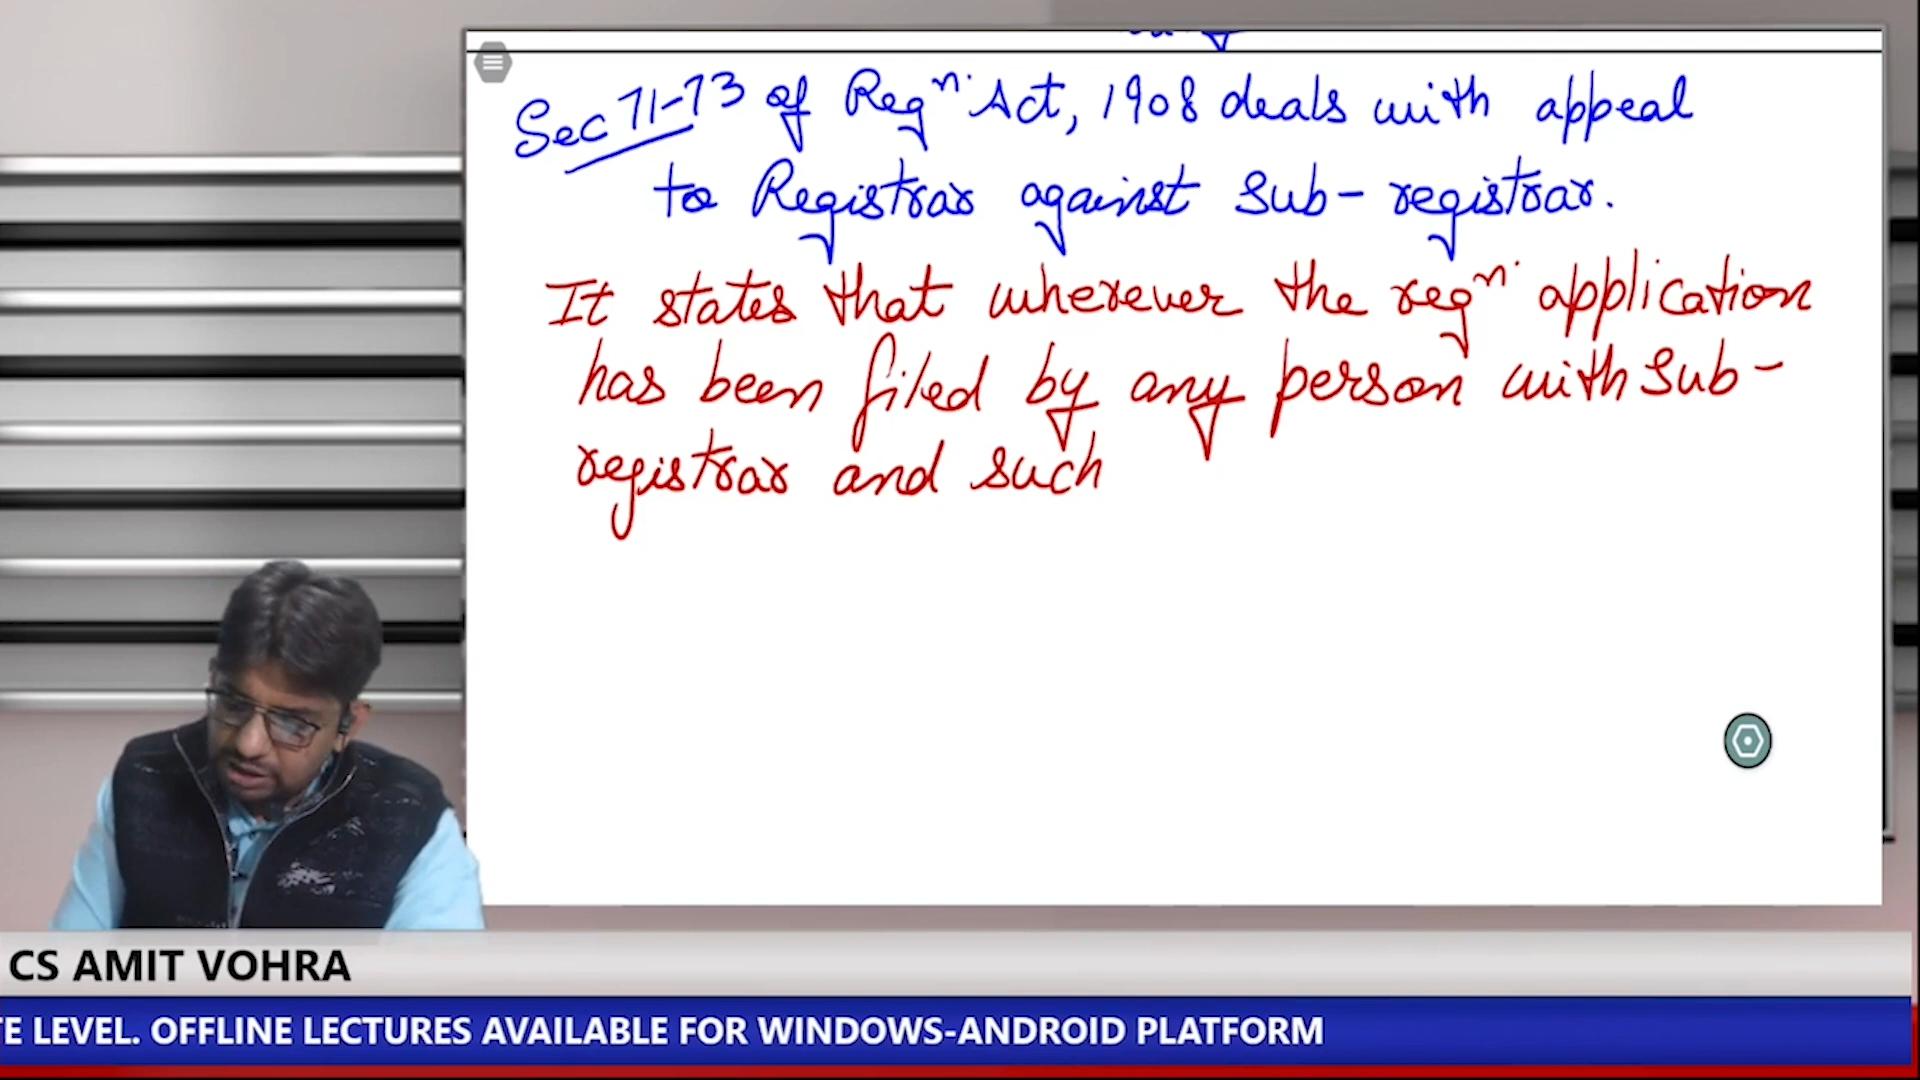 Sec 71-73 of Regⁿ· Act, 1908 deals with appeal
to Registrar against Sub-registrar.
It states that wherever the regⁿ· application
has been filed by any person with Sub-
registrar and such
CS AMIT VOHRA
TE LEVEL. OFFLINE LECTURES AVAILABLE FOR WINDOWS-ANDROID PLATFORM